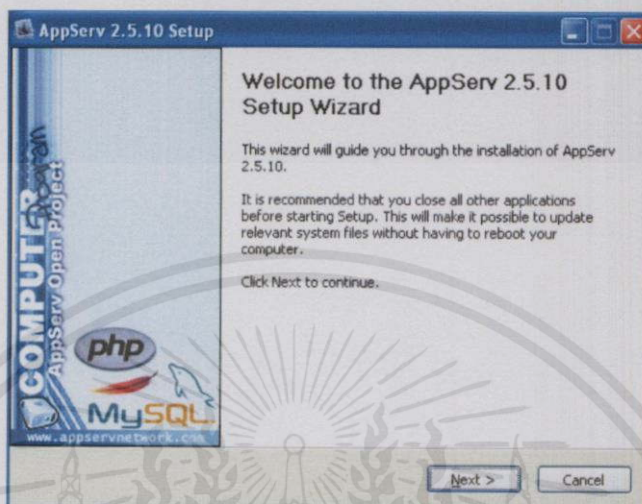 AppServ 2.5.10 Setup
Welcome to the AppServ 2.5.10
Setup Wizard
This wizard will guide you through the installation of AppServ
2.5.10.
It is recommended that you close all other applications
before starting Setup. This will make it possible to update
relevant system files without having to reboot your
computer.
Click Next to continue.
COMPUTER
Program
AppServ Open Project
php
MySQL
www.appservnetwork.com
Next >
Cancel